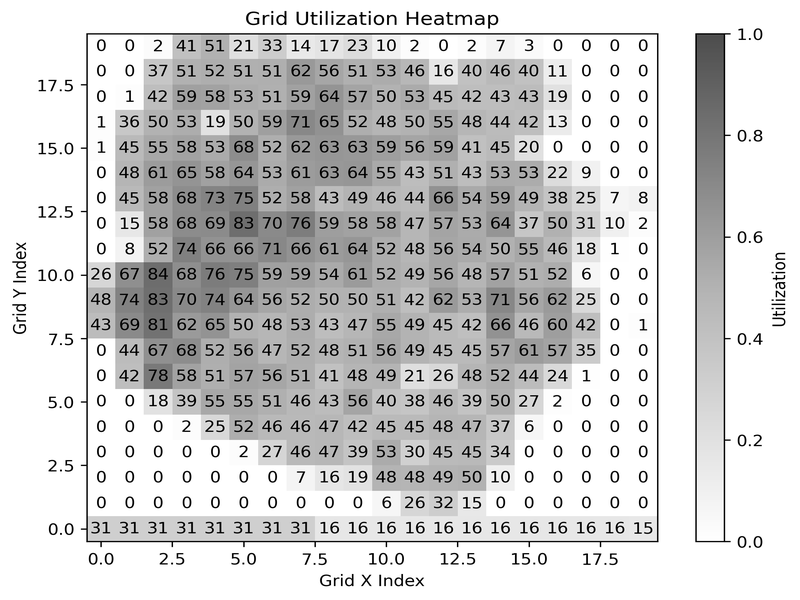 Grid Utilization Heatmap
0 0 2 41 51 21 33 14 17 23 10 2 0 2 7 3 0 0 0 0
17.5 0 0 37 51 52 51 51 62 56 51 53 46 16 40 46 40 11 0 0 0
0 1 42 59 58 53 51 59 64 57 50 53 45 42 43 43 19 0 0 0
1 36 50 53 19 50 59 71 65 52 48 50 55 48 44 42 13 0 0 0
15.0 1 45 55 58 53 68 52 62 63 63 59 56 59 41 45 20 0 0 0 0
0 48 61 65 58 64 53 61 63 64 55 43 51 43 53 53 22 9 0 0
0 45 58 68 73 75 52 58 43 49 46 44 66 54 59 49 38 25 7 8
12.5 0 15 58 68 69 83 70 76 59 58 58 47 57 53 64 37 50 31 10 2
0 8 52 74 66 66 71 66 61 64 52 48 56 54 50 55 46 18 1 0
10.0 26 67 84 68 76 75 59 59 54 61 52 49 56 48 57 51 52 6 0 0
48 74 83 70 74 64 56 52 50 50 51 42 62 53 71 56 62 25 0 0
43 69 81 62 65 50 48 53 43 47 55 49 45 42 66 46 60 42 0 1
7.5 0 44 67 68 52 56 47 52 48 51 56 49 45 45 57 61 57 35 0 0
0 42 78 58 51 57 56 51 41 48 49 21 26 48 52 44 24 1 0 0
5.0 0 0 18 39 55 55 51 46 43 56 40 38 46 39 50 27 2 0 0 0
0 0 0 2 25 52 46 46 47 42 45 45 48 47 37 6 0 0 0 0
0 0 0 0 0 2 27 46 47 39 53 30 45 45 34 0 0 0 0 0
2.5 0 0 0 0 0 0 0 7 16 19 48 48 49 50 10 0 0 0 0 0
0 0 0 0 0 0 0 0 0 0 6 26 32 15 0 0 0 0 0 0
0.0 31 31 31 31 31 31 31 31 16 16 16 16 16 16 16 16 16 16 16 15
0.0 2.5 5.0 7.5 10.0 12.5 15.0 17.5
Grid X Index
Grid Y Index
1.0
0.8
0.6
0.4
0.2
0.0
Utilization